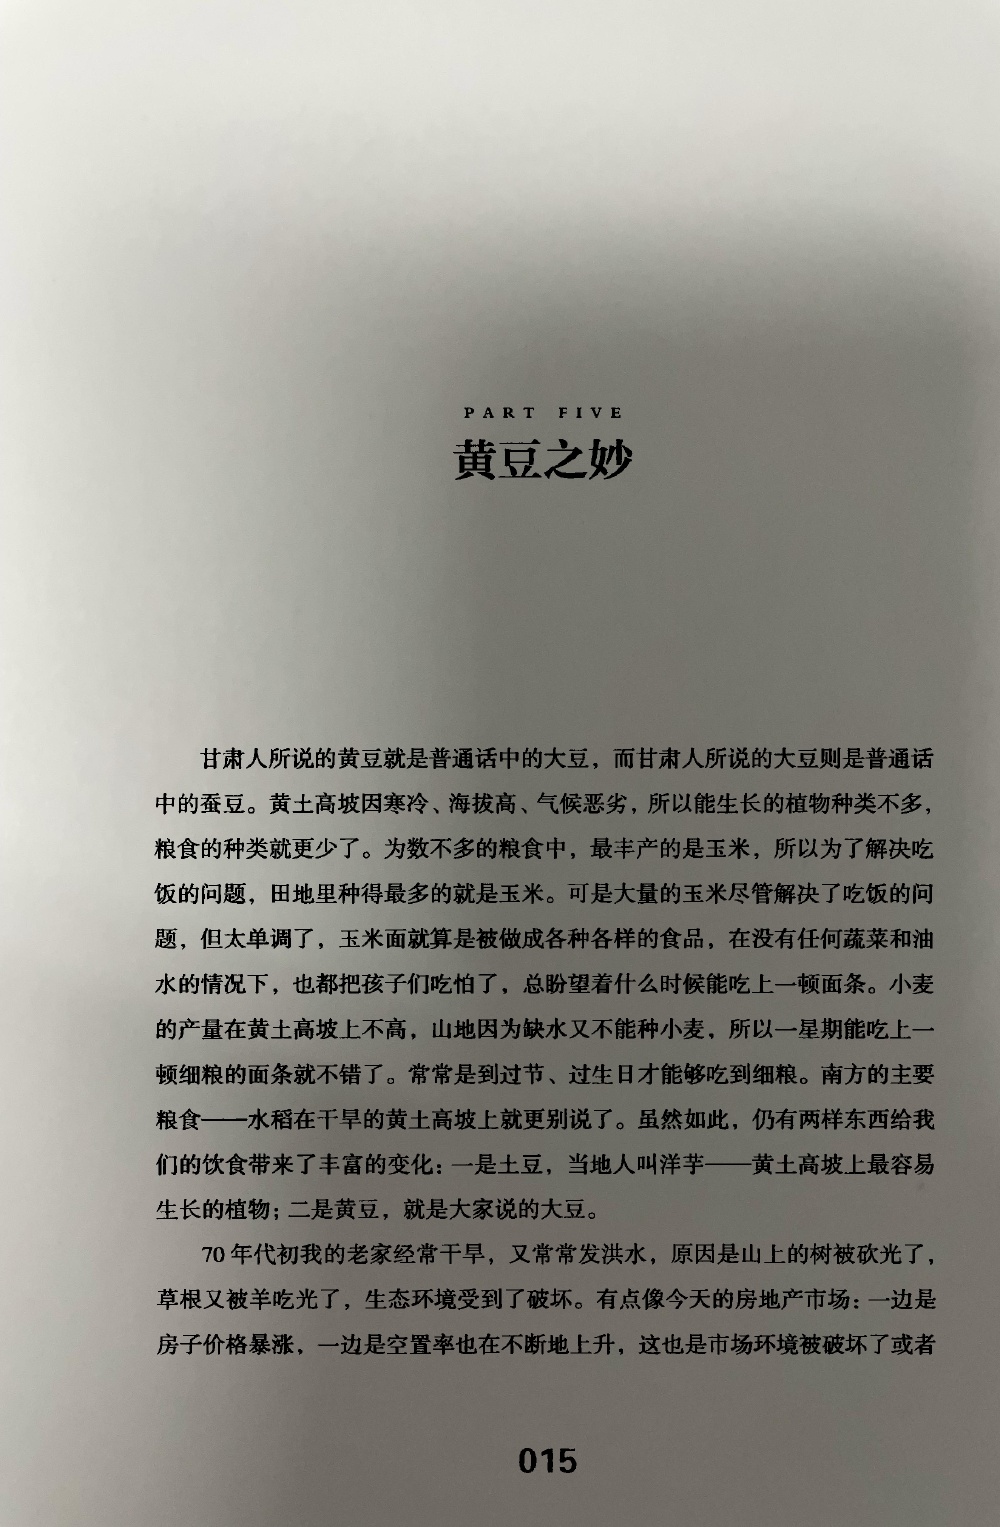 PART FIVE
黄豆之妙
甘肃人所说的黄豆就是普通话中的大豆，而甘肃人所说的大豆则是普通话
中的蚕豆。黄土高坡因寒冷、海拔高、气候恶劣，所以能生长的植物种类不多，
粮食的种类就更少了。为数不多的粮食中，最丰产的是玉米，所以为了解决吃
饭的问题，田地里种得最多的就是玉米。可是大量的玉米尽管解决了吃饭的问
题，但太单调了，玉米面就算是被做成各种各样的食品，在没有任何蔬菜和油
水的情况下，也都把孩子们吃怕了，总盼望着什么时候能吃上一顿面条。小麦
的产量在黄土高坡上不高，山地因为缺水又不能种小麦，所以一星期能吃上一
顿细粮的面条就不错了。常常是到过节、过生日才能够吃到细粮。南方的主要
粮食——水稻在干旱的黄土高坡上就更别说了。虽然如此，仍有两样东西给我
们的饮食带来了丰富的变化：一是土豆，当地人叫洋芋——黄土高坡上最容易
生长的植物；二是黄豆，就是大家说的大豆。
70 年代初我的老家经常干旱，又常常发洪水，原因是山上的树被砍光了，
草根又被羊吃光了，生态环境受到了破坏。有点像今天的房地产市场：一边是
房子价格暴涨，一边是空置率也在不断地上升，这也是市场环境被破坏了或者
015